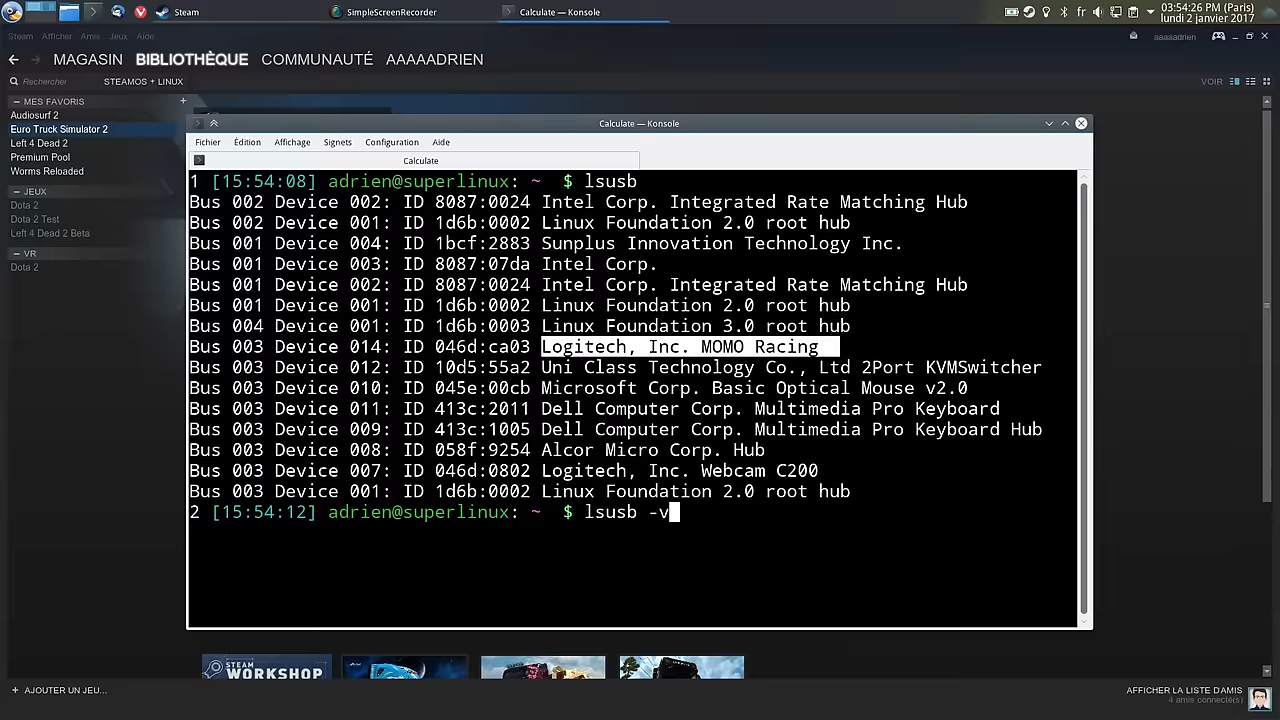 Steam
SimpleScreenRecorder
Calculate — Konsole
fr
03:54:26 PM (Paris)
lundi 2 janvier 2017
Steam Afficher Amis Jeux Aide
aaaaadrien
MAGASIN BIBLIOTHÈQUE COMMUNAUTÉ AAAAADRIEN
Rechercher STEAMOS + LINUX
VOIR
— MES FAVORIS +
Audiosurf 2
Euro Truck Simulator 2
Left 4 Dead 2
Premium Pool
Worms Reloaded
— JEUX
Dota 2
Dota 2 Test
Left 4 Dead 2 Beta
— VR
Dota 2
Calculate — Konsole
Fichier Édition Affichage Signets Configuration Aide
Calculate
1 [15:54:08] adrien@superlinux: ~ $ lsusb
Bus 002 Device 002: ID 8087:0024 Intel Corp. Integrated Rate Matching Hub
Bus 002 Device 001: ID 1d6b:0002 Linux Foundation 2.0 root hub
Bus 001 Device 004: ID 1bcf:2883 Sunplus Innovation Technology Inc.
Bus 001 Device 003: ID 8087:07da Intel Corp.
Bus 001 Device 002: ID 8087:0024 Intel Corp. Integrated Rate Matching Hub
Bus 001 Device 001: ID 1d6b:0002 Linux Foundation 2.0 root hub
Bus 004 Device 001: ID 1d6b:0003 Linux Foundation 3.0 root hub
Bus 003 Device 014: ID 046d:ca03 Logitech, Inc. MOMO Racing
Bus 003 Device 012: ID 10d5:55a2 Uni Class Technology Co., Ltd 2Port KVMSwitcher
Bus 003 Device 010: ID 045e:00cb Microsoft Corp. Basic Optical Mouse v2.0
Bus 003 Device 011: ID 413c:2011 Dell Computer Corp. Multimedia Pro Keyboard
Bus 003 Device 009: ID 413c:1005 Dell Computer Corp. Multimedia Pro Keyboard Hub
Bus 003 Device 008: ID 058f:9254 Alcor Micro Corp. Hub
Bus 003 Device 007: ID 046d:0802 Logitech, Inc. Webcam C200
Bus 003 Device 001: ID 1d6b:0002 Linux Foundation 2.0 root hub
2 [15:54:12] adrien@superlinux: ~ $ lsusb -v
STEAM
WORKSHOP
+ AJOUTER UN JEU...
AFFICHER LA LISTE D'AMIS
4 amis connecté(s)